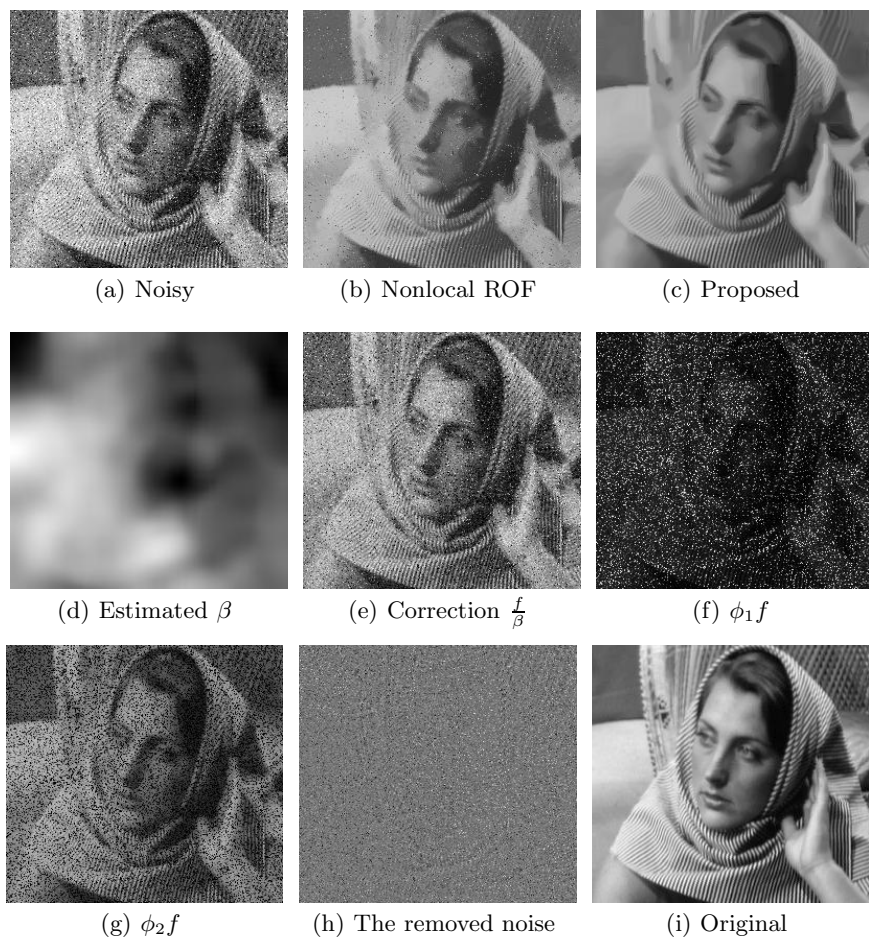 (a) Noisy
(b) Nonlocal ROF
(c) Proposed
(d) Estimated β
(e) Correction f/β
(f) ϕ₁f
(g) ϕ₂f
(h) The removed noise
(i) Original